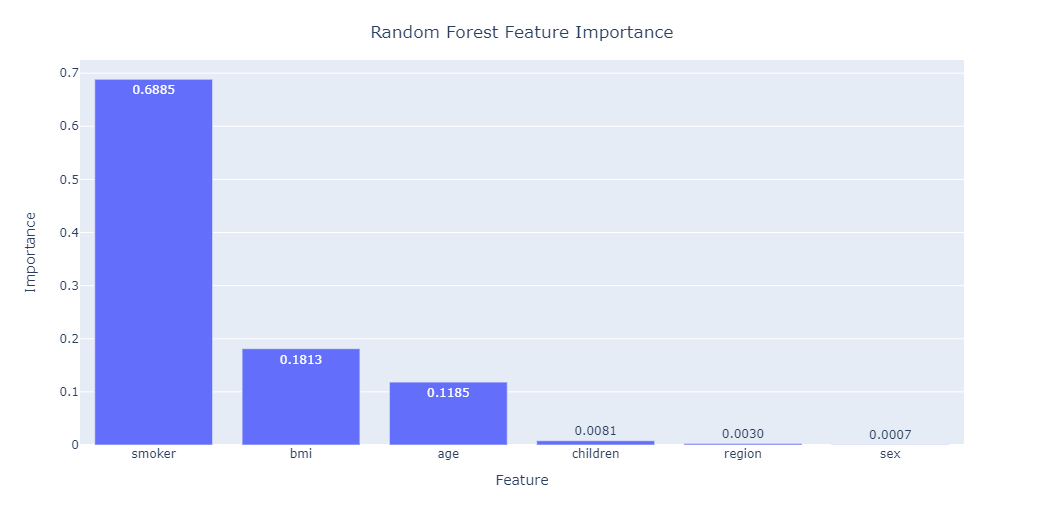 Random Forest Feature Importance
Importance
0.7
0.6
0.5
0.4
0.3
0.2
0.1
0
0.6885
0.1813
0.1185
0.0081
0.0030
0.0007
smoker
bmi
age
children
region
sex
Feature